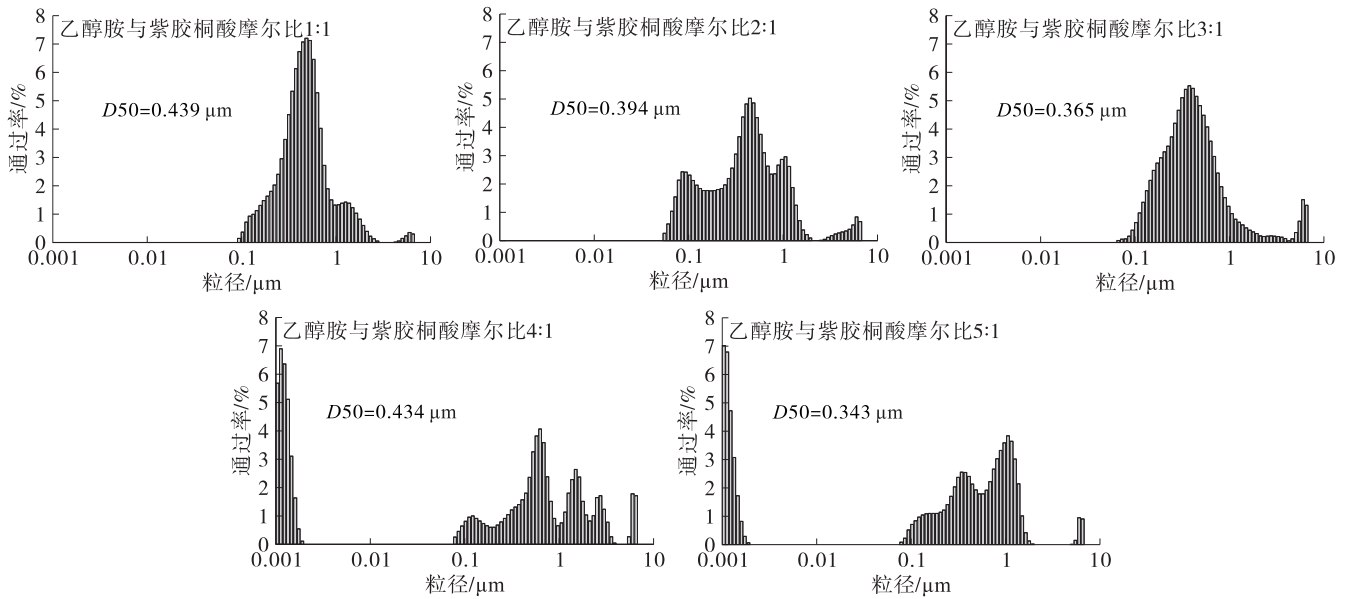 乙醇胺与紫胶桐酸摩尔比1∶1
D50=0.439 μm
通过率/%
8
7
6
5
4
3
2
1
0
0.001 0.01 0.1 1 10
粒径/μm
乙醇胺与紫胶桐酸摩尔比2∶1
D50=0.394 μm
通过率/%
8
7
6
5
4
3
2
1
0
0.001 0.01 0.1 1 10
粒径/μm
乙醇胺与紫胶桐酸摩尔比3∶1
D50=0.365 μm
通过率/%
8
7
6
5
4
3
2
1
0
0.001 0.01 0.1 1 10
粒径/μm
乙醇胺与紫胶桐酸摩尔比4∶1
D50=0.434 μm
通过率/%
8
7
6
5
4
3
2
1
0
0.001 0.01 0.1 1 10
粒径/μm
乙醇胺与紫胶桐酸摩尔比5∶1
D50=0.343 μm
通过率/%
8
7
6
5
4
3
2
1
0
0.001 0.01 0.1 1 10
粒径/μm